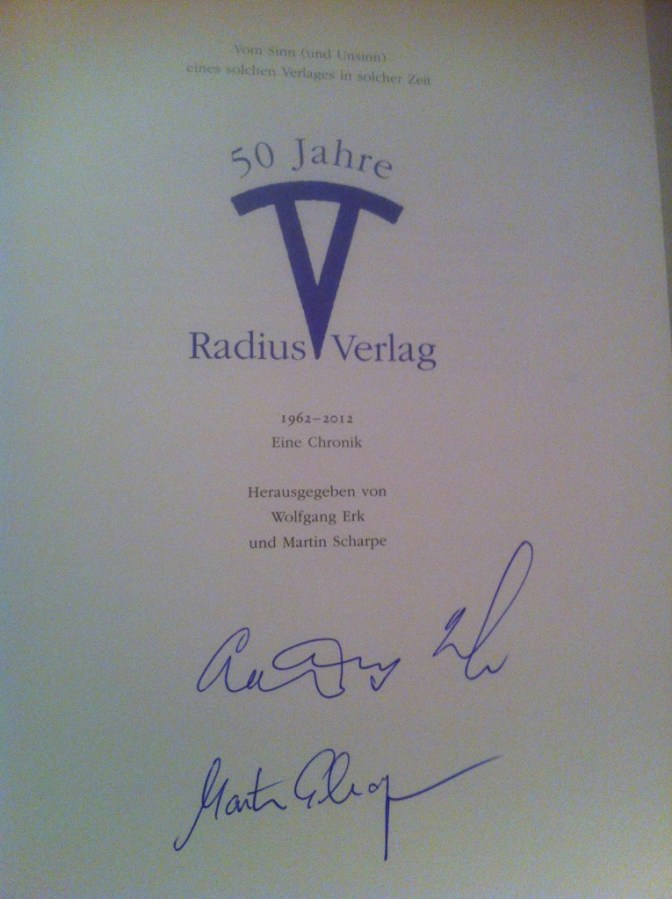 Vom Sinn (und Unsinn)
eines solchen Verlages in solcher Zeit
50 Jahre
Radius Verlag
1962–2012
Eine Chronik
Herausgegeben von
Wolfgang Erk
und Martin Scharpe
Martin